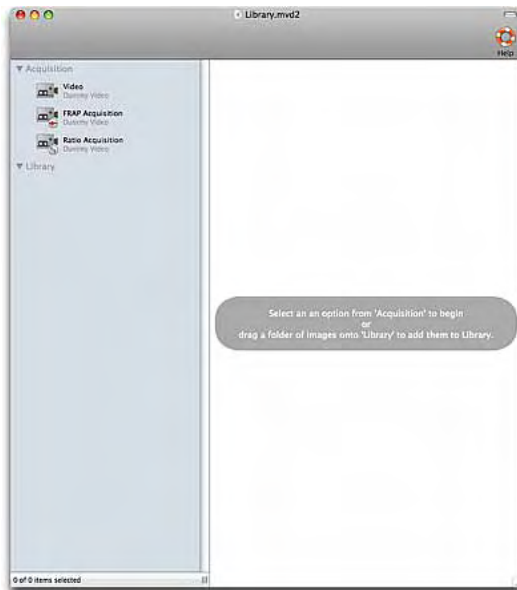 Library.mvd2
Help
Acquisition
Video
Dummy Video
FRAP Acquisition
Dummy Video
Ratio Acquisition
Dummy Video
Library
Select an an option from 'Acquisition' to begin
or
drag a folder of images onto 'Library' to add them to Library.
0 of 0 items selected